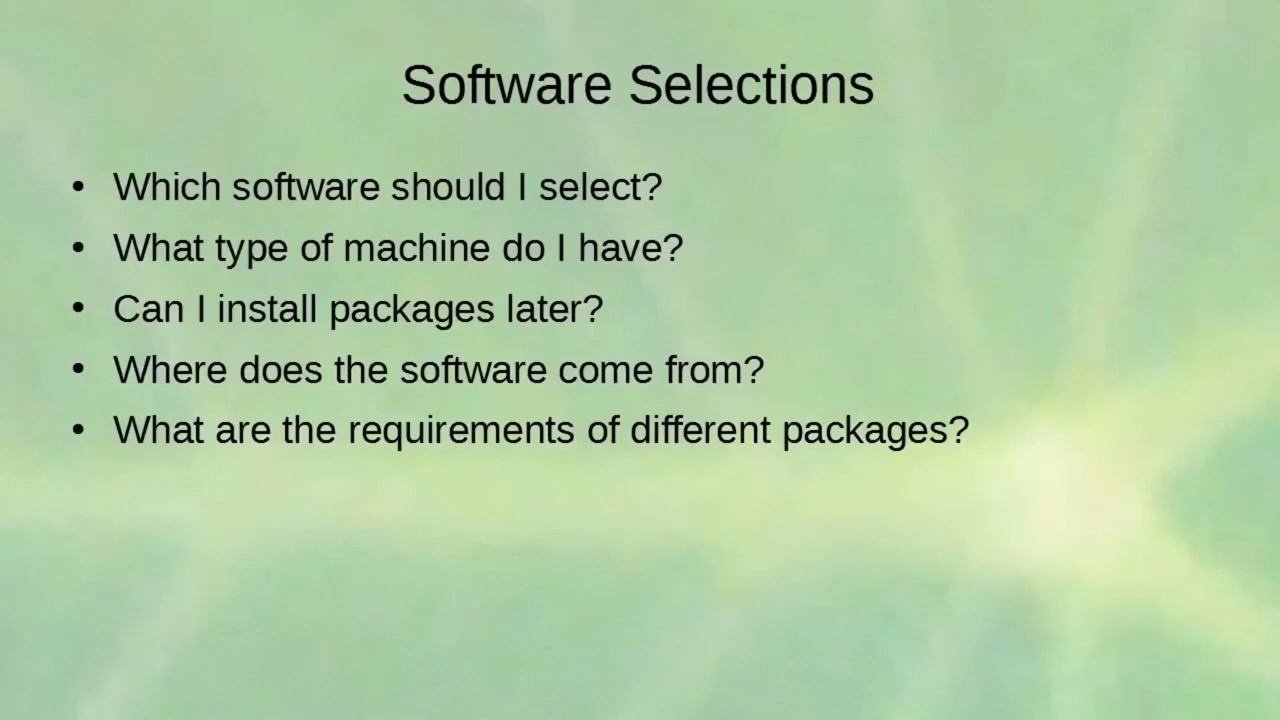 Software Selections
• Which software should I select?
• What type of machine do I have?
• Can I install packages later?
• Where does the software come from?
• What are the requirements of different packages?